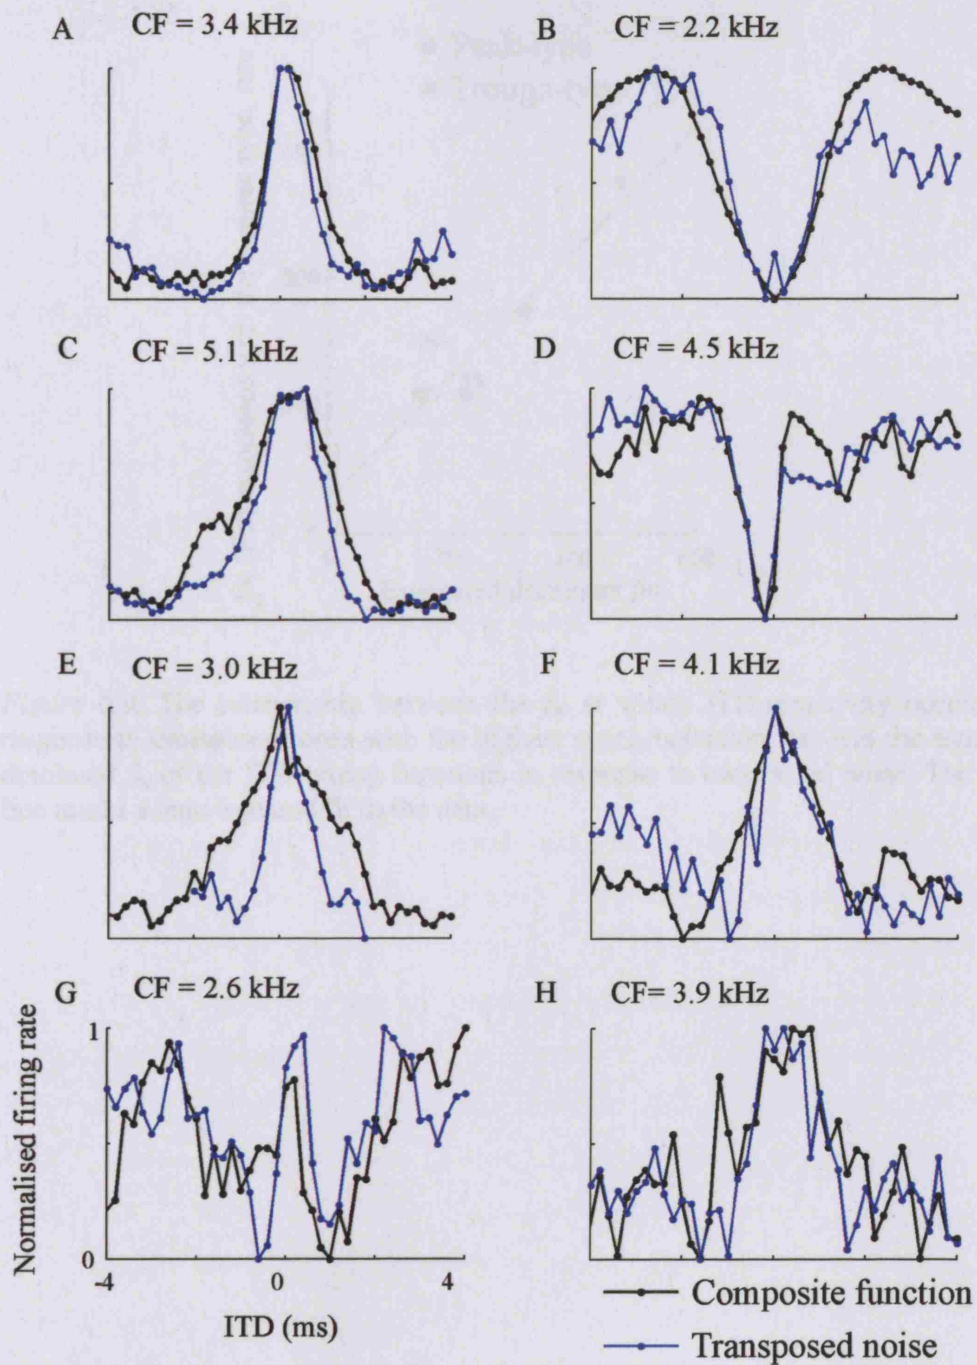 A CF = 3.4 kHz
B CF = 2.2 kHz
C CF = 5.1 kHz
D CF = 4.5 kHz
E CF = 3.0 kHz
F CF = 4.1 kHz
G CF = 2.6 kHz
H CF= 3.9 kHz
Normalised firing rate
1
0
-4 0 4
ITD (ms)
Composite function
Transposed noise